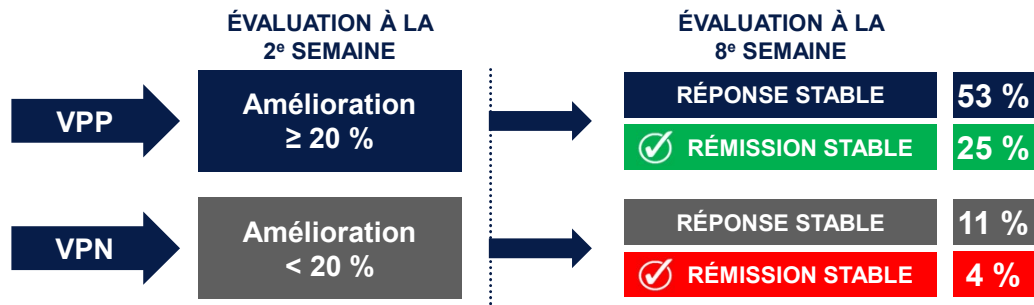 ÉVALUATION À LA
2e SEMAINE
ÉVALUATION À LA
8e SEMAINE
VPP
Amélioration
≥ 20 %
RÉPONSE STABLE
53 %
RÉMISSION STABLE
25 %
VPN
Amélioration
< 20 %
RÉPONSE STABLE
11 %
RÉMISSION STABLE
4 %